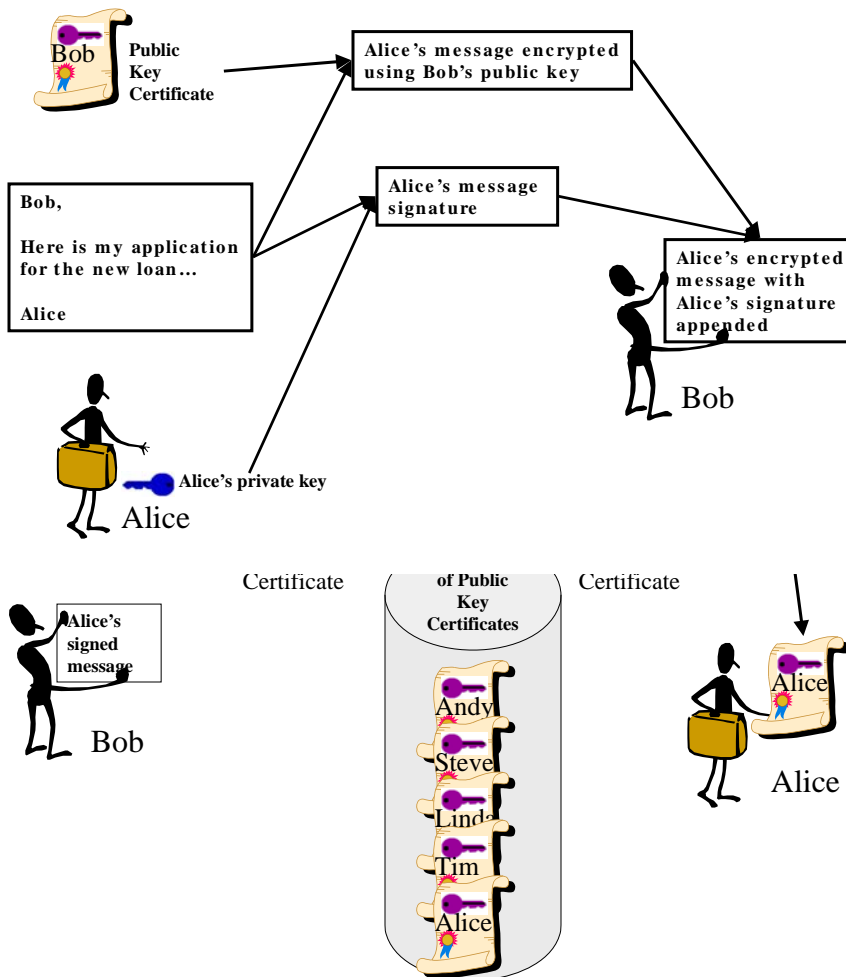 Bob
Public
Key
Certificate
Alice's message encrypted
using Bob's public key
Bob,
Here is my application
for the new loan…
Alice
Alice's message
signature
Alice's encrypted
message with
Alice's signature
appended
Bob
Alice's private key
Alice
Certificate
of Public
Key
Certificates
Certificate
Alice's
signed
message
Bob
Andy
Steve
Linda
Tim
Alice
Alice
Alice